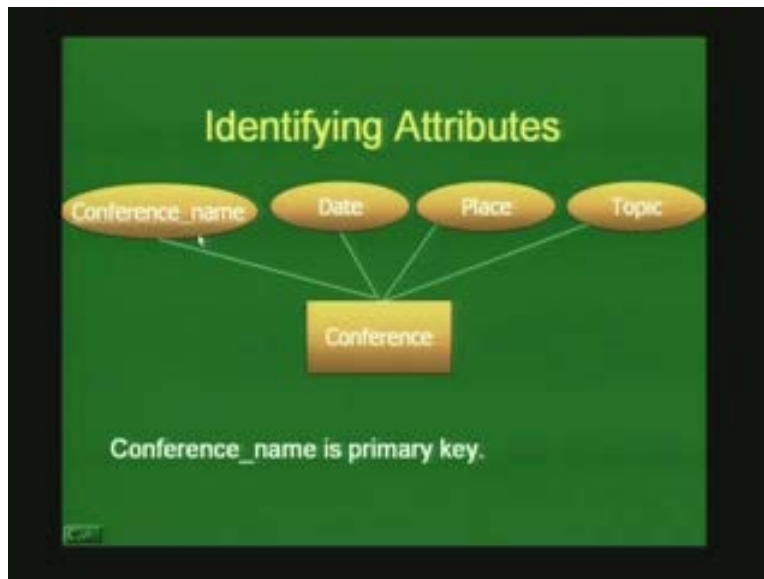 Identifying Attributes
Conference_name Date Place Topic
Conference
Conference_name is primary key.